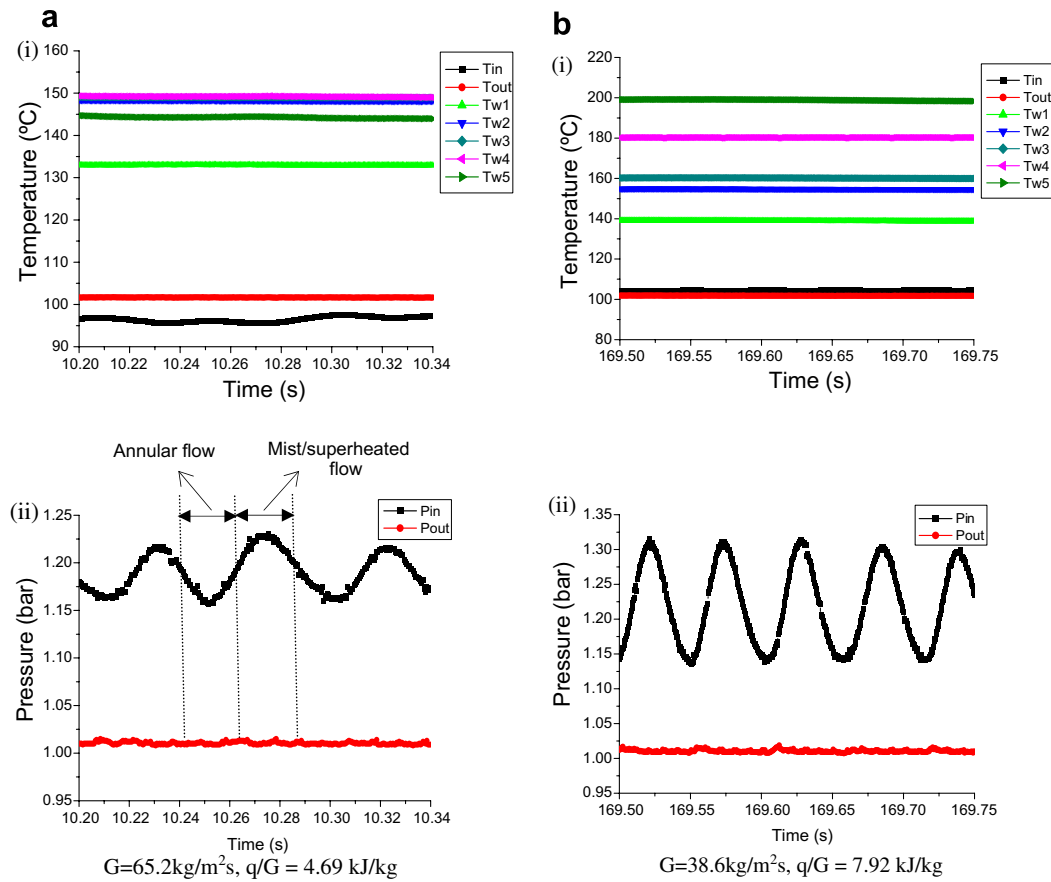 a
(i)
160
150
140
130
120
110
100
90
Temperature (ºC)
10.20 10.22 10.24 10.26 10.28 10.30 10.32 10.34
Time (s)
Tin
Tout
Tw1
Tw2
Tw3
Tw4
Tw5
b
(i)
220
200
180
160
140
120
100
80
Temperature (ºC)
169.50 169.55 169.60 169.65 169.70 169.75
Time (s)
Tin
Tout
Tw1
Tw2
Tw3
Tw4
Tw5
Annular flow
Mist/superheated
flow
(ii)
1.25
1.20
1.15
1.10
1.05
1.00
0.95
Pressure (bar)
Pin
Pout
10.20 10.22 10.24 10.26 10.28 10.30 10.32 10.34
Time (s)
G=65.2kg/m²s, q/G = 4.69 kJ/kg
(ii)
1.35
1.30
1.25
1.20
1.15
1.10
1.05
1.00
0.95
Pressure (bar)
Pin
Pout
169.50 169.55 169.60 169.65 169.70 169.75
Time (s)
G=38.6kg/m²s, q/G = 7.92 kJ/kg